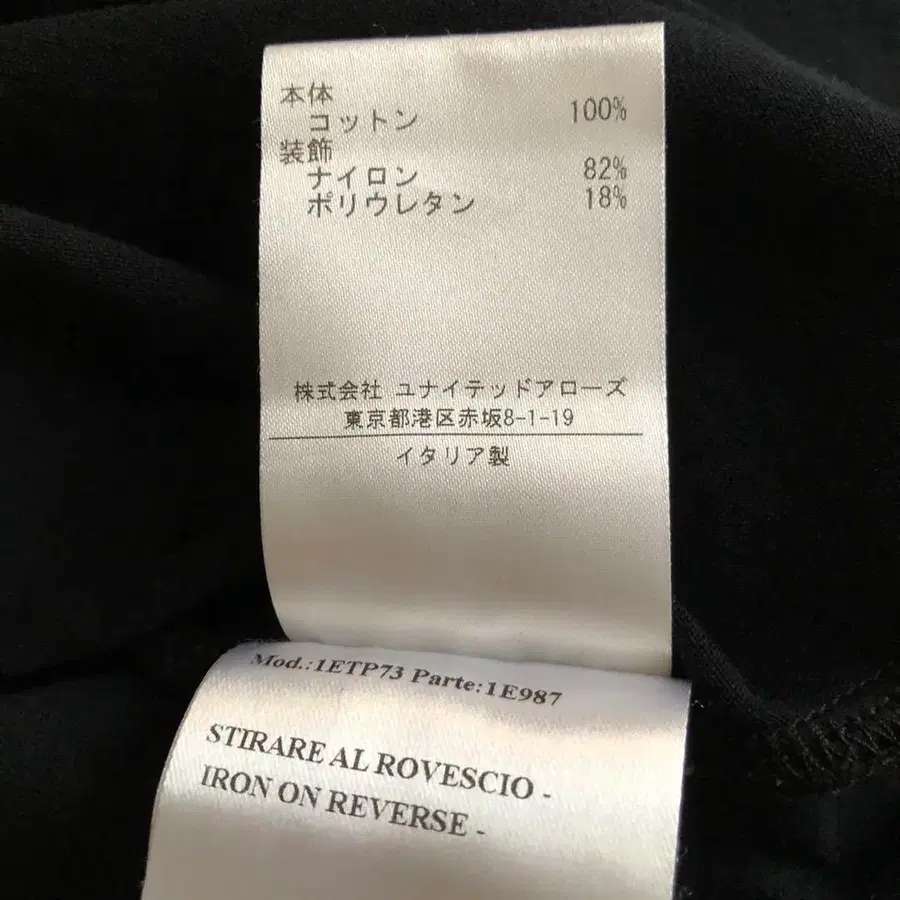 本体
コットン 100%
装飾
ナイロン 82%
ポリウレタン 18%
株式会社 ユナイテッドアローズ
東京都港区赤坂8-1-19
イタリア製
Mod.:1ETP73 Parte:1E987
STIRARE AL ROVESCIO -
IRON ON REVERSE -